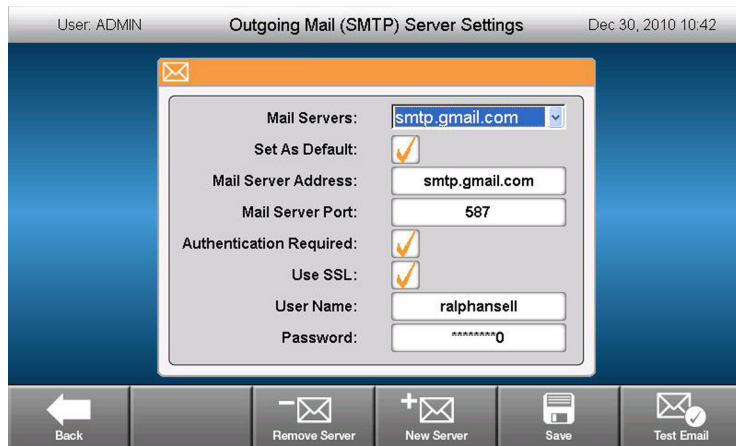 User: ADMIN Outgoing Mail (SMTP) Server Settings Dec 30, 2010 10:42
Mail Servers: smtp.gmail.com
Set As Default:
Mail Server Address: smtp.gmail.com
Mail Server Port: 587
Authentication Required:
Use SSL:
User Name: ralphansell
Password: ********0
Back Remove Server New Server Save Test Email